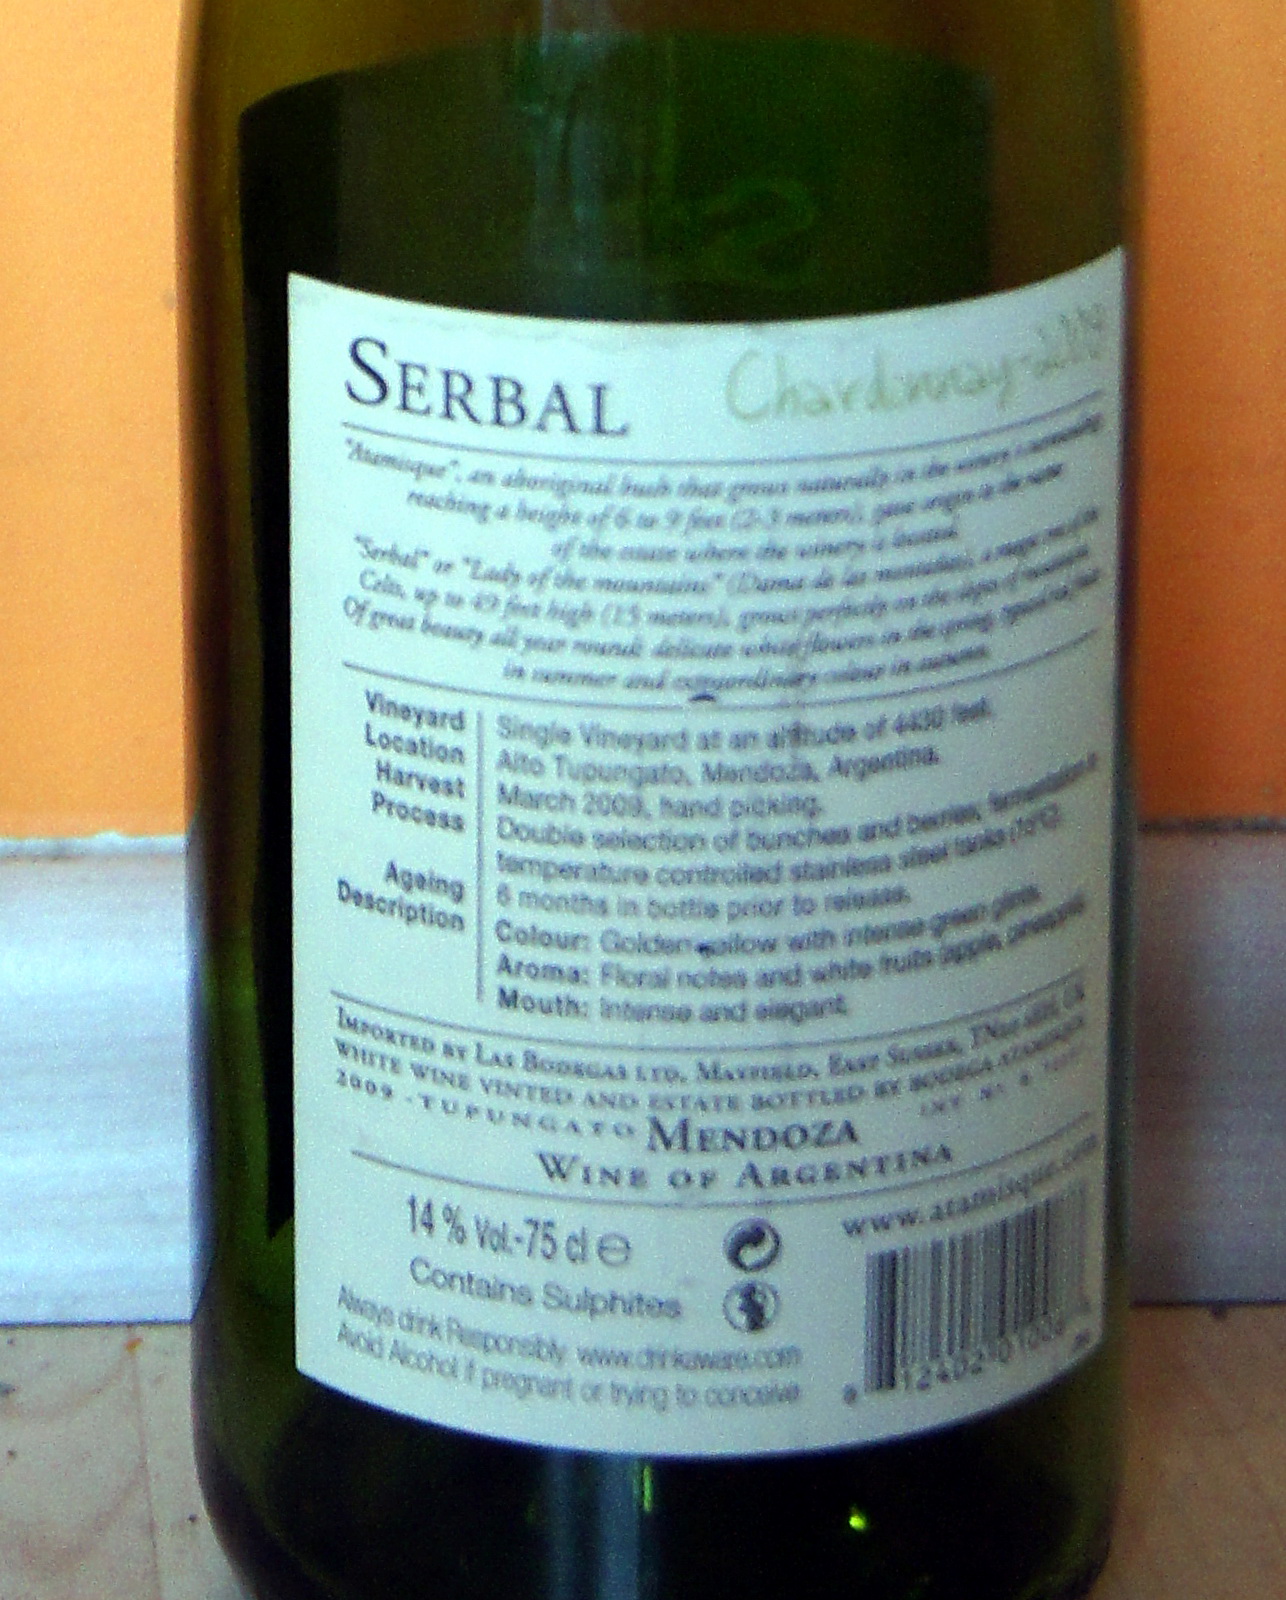 SERBAL
Chardonnay-2009
"Atamisque", an aboriginal bush that grows naturally in the winery's
reaching a height of 6 to 9 feet (2-3 meters), gave origin to the name
of the estate where the winery is located.
"Serbal" or "Lady of the mountains" (Dama de las montañas), a magic tree of the
Celts, up to 49 feet high (15 meters), grows perfectly on the slopes of mountains.
Of great beauty all year round: delicate white flowers in the spring,
in summer and extraordinary colour in autumn.
Vineyard Single Vineyard at an altitude of 4430 feet.
Location Alto Tupungato, Mendoza, Argentina.
Harvest March 2009, hand picking.
Process Double selection of bunches and berries, fermentation in
temperature controlled stainless steel tanks
Ageing 6 months in bottle prior to release.
Description Colour: Golden yellow with intense green glints.
Aroma: Floral notes and white fruits (apple, pineapple).
Mouth: Intense and elegant.
IMPORTED BY LAS BODEGAS LTD, MAYFIELD, EAST SUSSEX, UK
WHITE WINE VINTED AND ESTATE BOTTLED BY BODEGA ATAMISQUE
2009 - TUPUNGATO MENDOZA
WINE OF ARGENTINA
14 % Vol.-75 cl ℮
Contains Sulphites
Always drink Responsibly www.drinkaware.com
Avoid Alcohol if pregnant or trying to conceive
www.atamisque.com